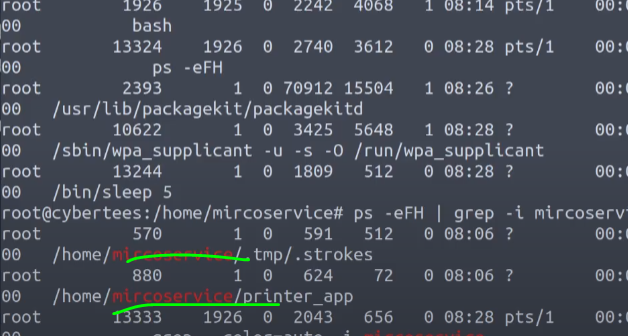 root 1926 1925 0 2242 4068 1 08:14 pts/1 00:0
00 bash
root 13324 1926 0 2740 3612 0 08:28 pts/1 00:0
00 ps -eFH
root 2393 1 0 70912 15504 1 08:26 ? 00:0
00 /usr/lib/packagekit/packagekitd
root 10622 1 0 3425 5648 1 08:28 ? 00:0
00 /sbin/wpa_supplicant -u -s -O /run/wpa_supplicant
root 13244 1 0 1809 512 0 08:28 ? 00:0
00 /bin/sleep 5
root@cybertees:/home/mircoservice# ps -eFH | grep -i mircoserv
root 570 1 0 591 512 0 08:06 ? 00:0
00 /home/mircoservice/.tmp/.strokes
root 880 1 0 624 72 0 08:06 ? 00:0
00 /home/mircoservice/printer_app
root 13333 1926 0 2043 656 0 08:28 pts/1 00:0